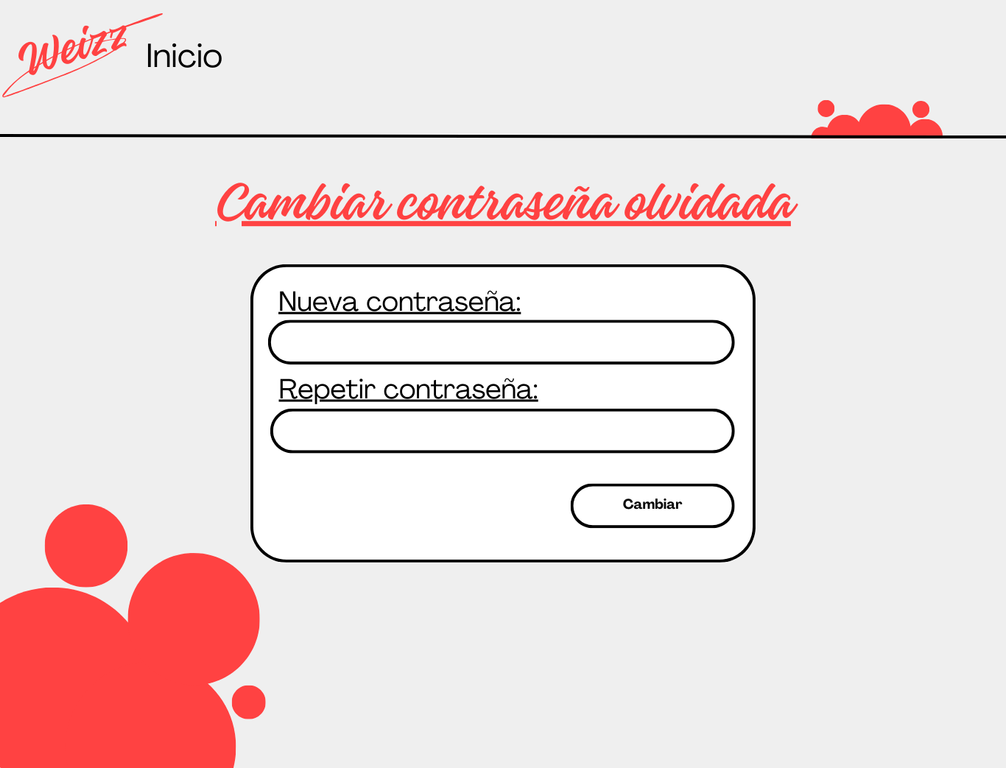 Weizz
Inicio
Cambiar contraseña olvidada
Nueva contraseña:
Repetir contraseña:
Cambiar